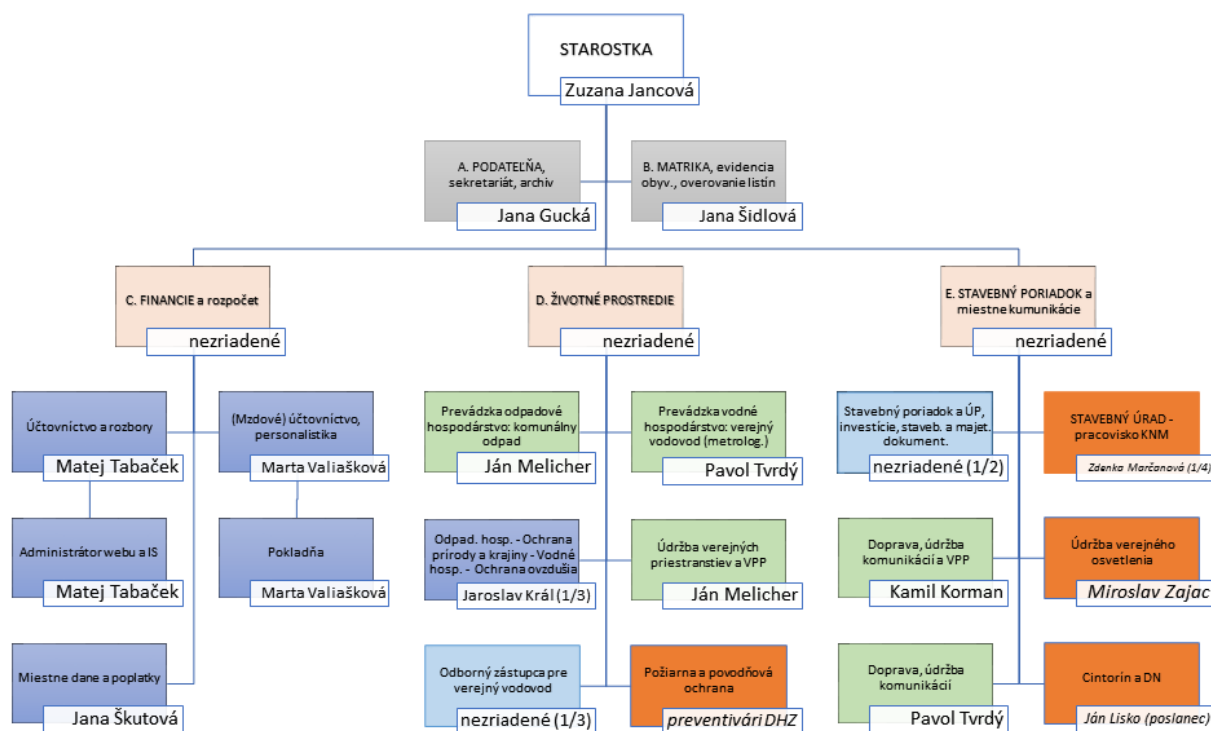 STAROSTKA
Zuzana Jancová
A. PODATEĽŇA,
sekretariát, archiv
Jana Gucká
B. MATRIKA, evidencia
obyv., overovanie listín
Jana Šidlová
C. FINANCIE a rozpočet
nezriadené
D. ŽIVOTNÉ PROSTREDIE
nezriadené
E. STAVEBNÝ PORIADOK a
miestne kumunikácie
nezriadené
Účtovníctvo a rozbory
Matej Tabaček
(Mzdové) účtovníctvo,
personalistika
Marta Valiašková
Prevádzka odpadové
hospodárstvo: komunálny
odpad
Ján Melicher
Prevádzka vodné
hospodárstvo: verejný
vodovod (metrolog.)
Pavol Tvrdý
Stavebný poriadok a ÚP,
investície, staveb. a majet.
dokument.
nezriadené (1/2)
STAVEBNÝ ÚRAD -
pracovisko KNM
Zdenka Marčanová (1/4)
Administrátor webu a IS
Matej Tabaček
Pokladňa
Marta Valiašková
Odpad. hosp. - Ochrana
prírody a krajiny - Vodné
hosp. - Ochrana ovzdušia
Jaroslav Král (1/3)
Údržba verejných
priestranstiev a VPP
Ján Melicher
Doprava, údržba
komunikácií a VPP
Kamil Korman
Údržba verejného
osvetlenia
Miroslav Zajac
Miestne dane a poplatky
Jana Škutová
Odborný zástupca pre
verejný vodovod
nezriadené (1/3)
Požiarna a povodňová
ochrana
preventivári DHZ
Doprava, údržba
komunikácií
Pavol Tvrdý
Cintorín a DN
Ján Lisko (poslanec)